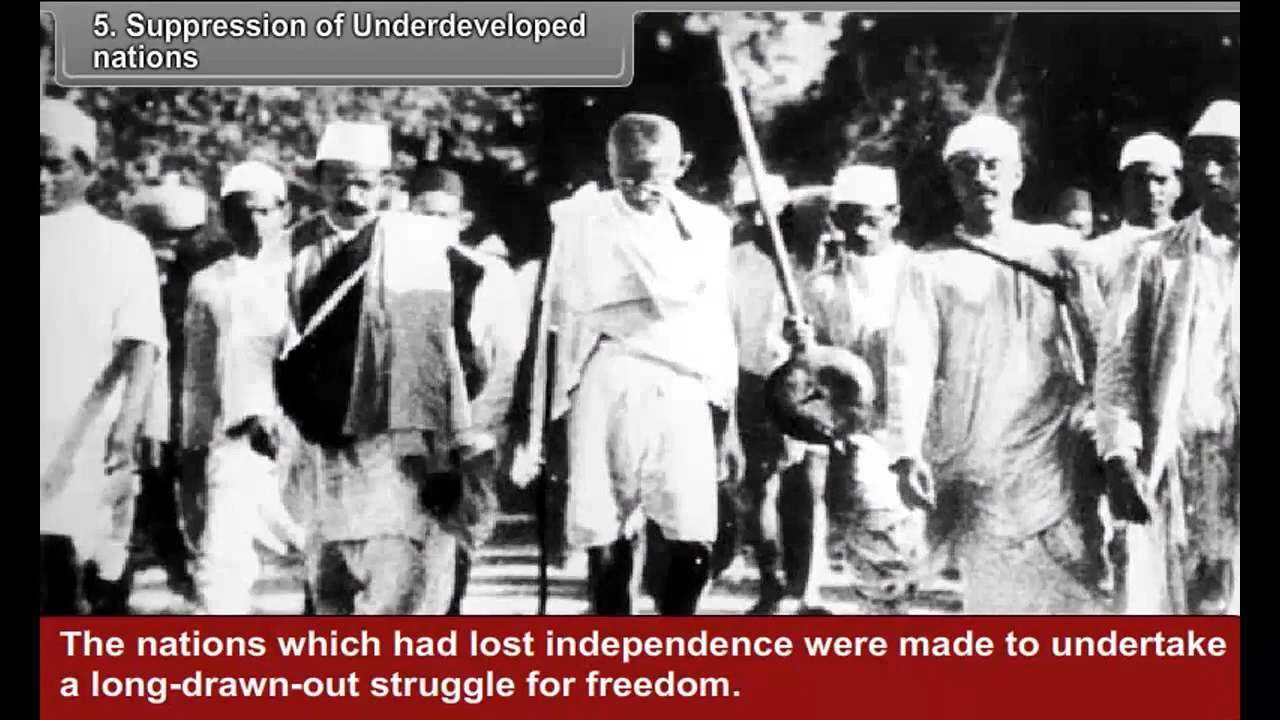 5. Suppression of Underdeveloped
nations
The nations which had lost independence were made to undertake
a long-drawn-out struggle for freedom.